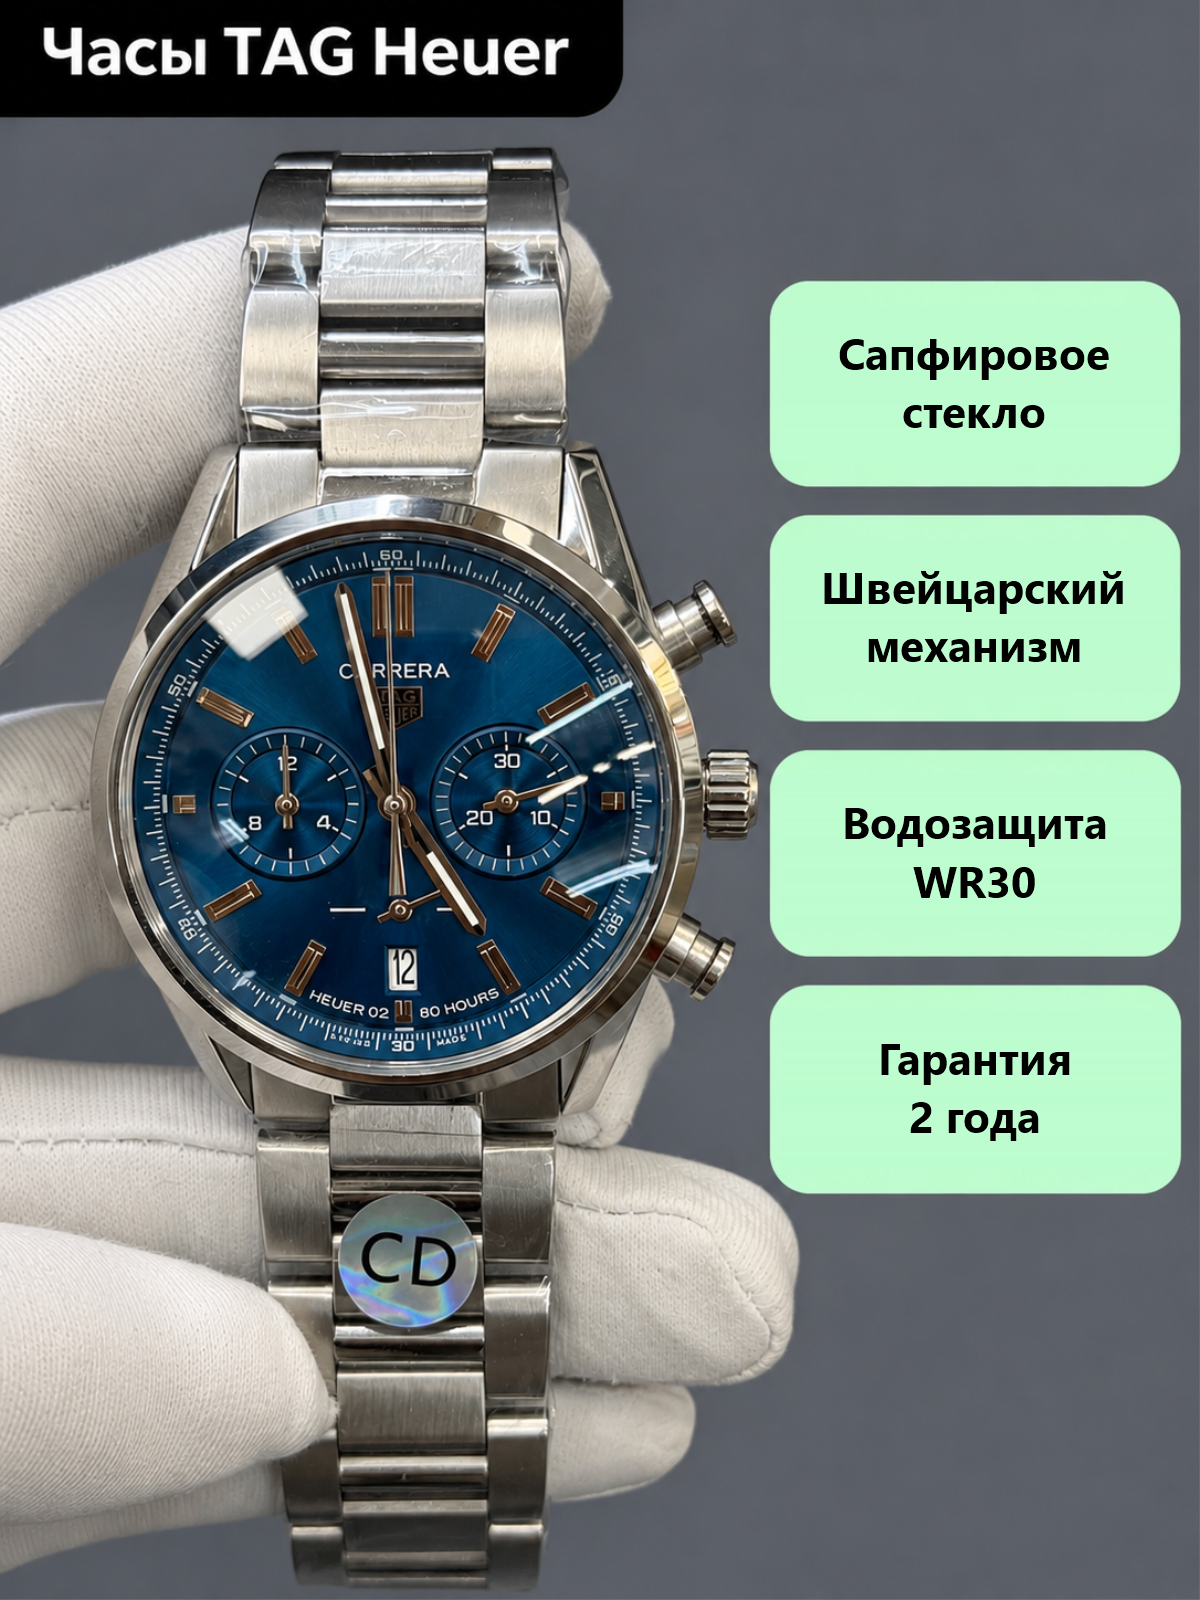 Часы TAG Heuer
Сапфировое
стекло
Швейцарский
механизм
Водозащита
WR30
Гарантия
2 года
60
CARRERA
TAG
50
12
8 4
30
20 10
12
HEUER 02 80 HOURS
30
CD